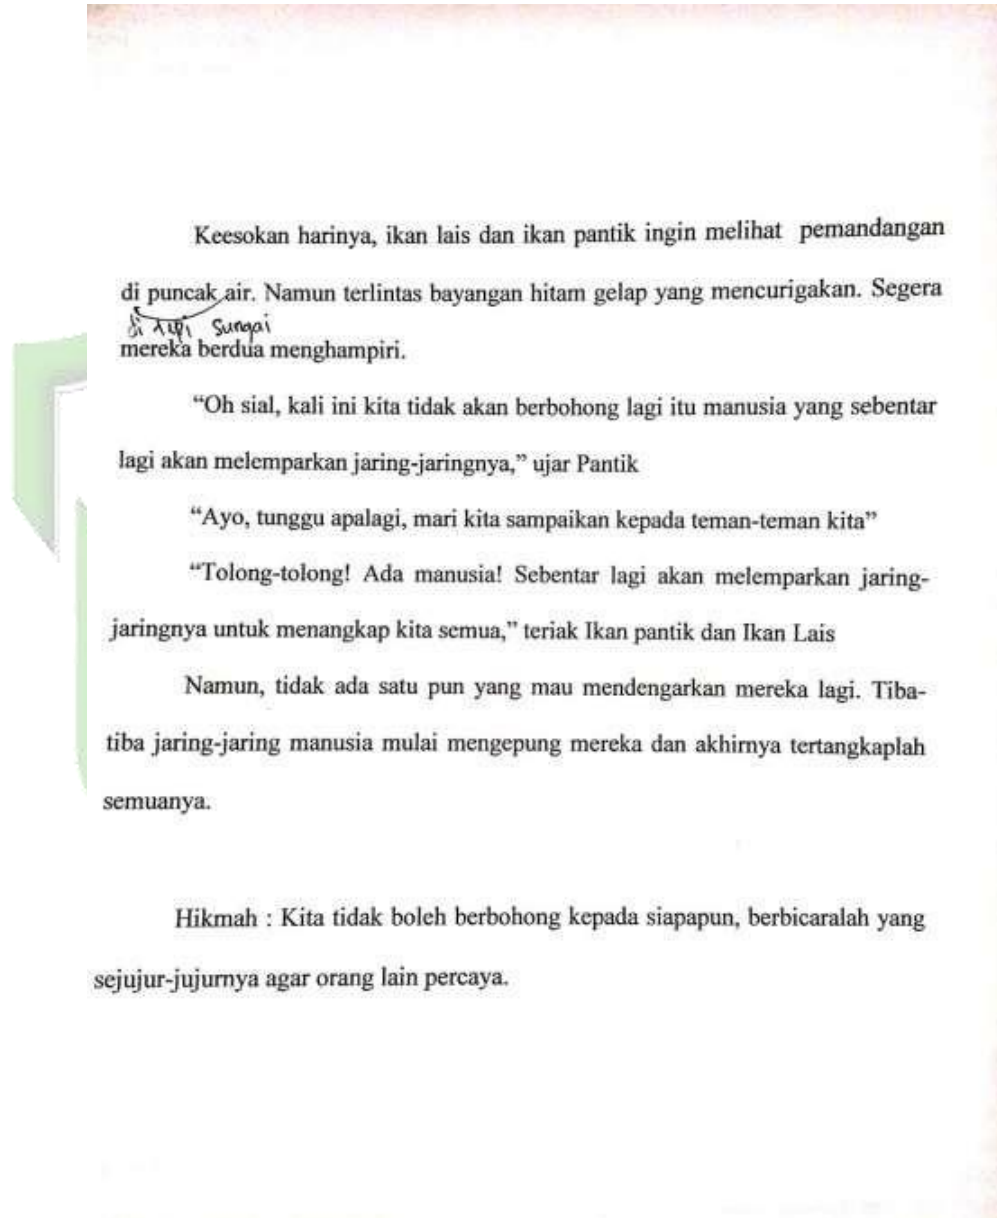 Keesokan harinya, ikan lais dan ikan pantik ingin melihat pemandangan
di puncak air. Namun terlintas bayangan hitam gelap yang mencurigakan. Segera
di tepi Sungai
mereka berdua menghampiri.
“Oh sial, kali ini kita tidak akan berbohong lagi itu manusia yang sebentar
lagi akan melemparkan jaring-jaringnya,” ujar Pantik
“Ayo, tunggu apalagi, mari kita sampaikan kepada teman-teman kita”
“Tolong-tolong! Ada manusia! Sebentar lagi akan melemparkan jaring-
jaringnya untuk menangkap kita semua,” teriak Ikan pantik dan Ikan Lais
Namun, tidak ada satu pun yang mau mendengarkan mereka lagi. Tiba-
tiba jaring-jaring manusia mulai mengepung mereka dan akhirnya tertangkaplah
semuanya.
Hikmah : Kita tidak boleh berbohong kepada siapapun, berbicaralah yang
sejujur-jujurnya agar orang lain percaya.